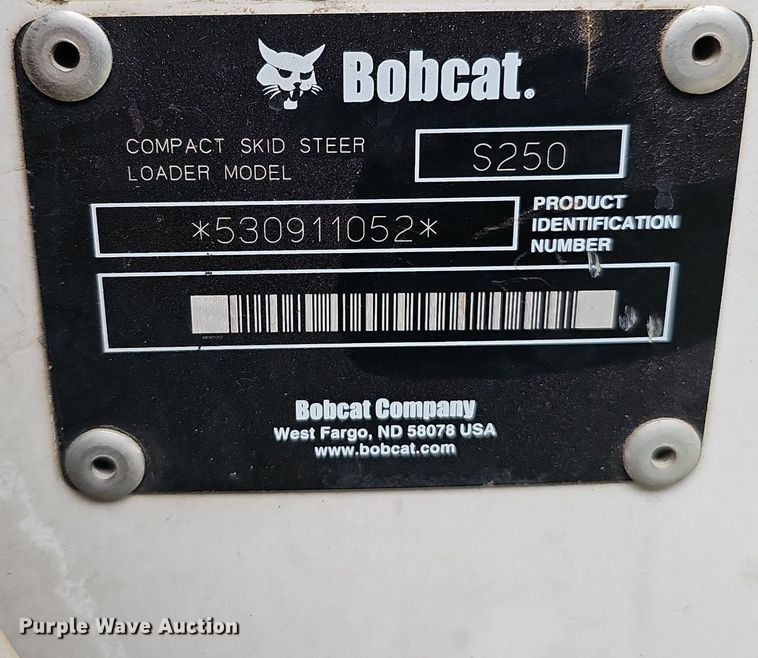 Bobcat®
COMPACT SKID STEER
LOADER MODEL
S250
*530911052*
PRODUCT
IDENTIFICATION
NUMBER
Bobcat Company
West Fargo, ND 58078 USA
www.bobcat.com
Purple Wave Auction